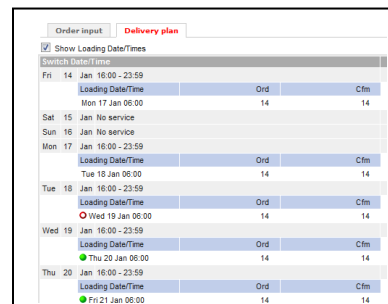 Order input Delivery plan
Show Loading Date/Times
Switch Date/Time
Fri 14 Jan 16:00 - 23:59
Loading Date/Time Ord Cfm
Mon 17 Jan 06:00 14 14
Sat 15 Jan No service
Sun 16 Jan No service
Mon 17 Jan 16:00 - 23:59
Loading Date/Time Ord Cfm
Tue 18 Jan 06:00 14 14
Tue 18 Jan 16:00 - 23:59
Loading Date/Time Ord Cfm
Wed 19 Jan 06:00 14 14
Wed 19 Jan 16:00 - 23:59
Loading Date/Time Ord Cfm
Thu 20 Jan 06:00 14 14
Thu 20 Jan 16:00 - 23:59
Loading Date/Time Ord Cfm
Fri 21 Jan 06:00 14 14